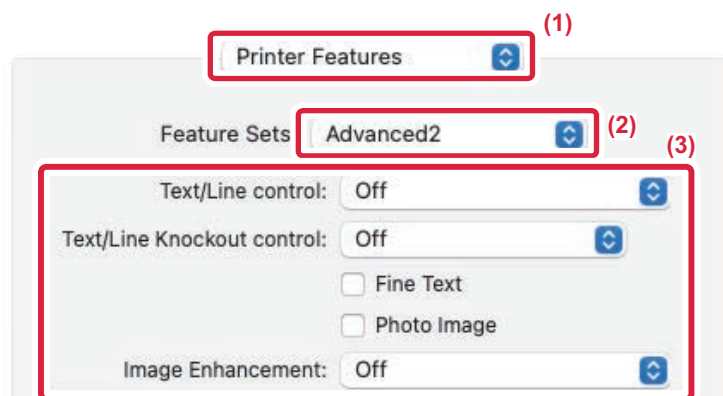 (1)
Printer Features
Feature Sets Advanced2 (2)
(3)
Text/Line control: Off
Text/Line Knockout control: Off
Fine Text
Photo Image
Image Enhancement: Off